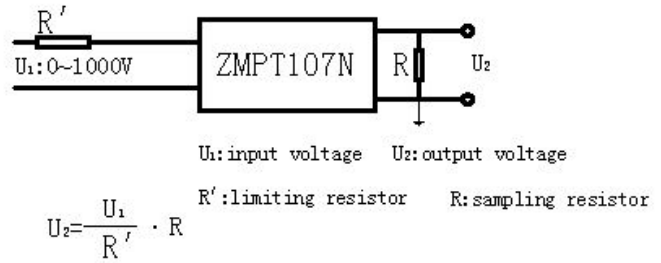 R′
U₁:0~1000V
ZMPT107N
R
U₂
U₁:input voltage U₂:output voltage
R′:limiting resistor R:sampling resistor
U₂=U₁/R′ · R